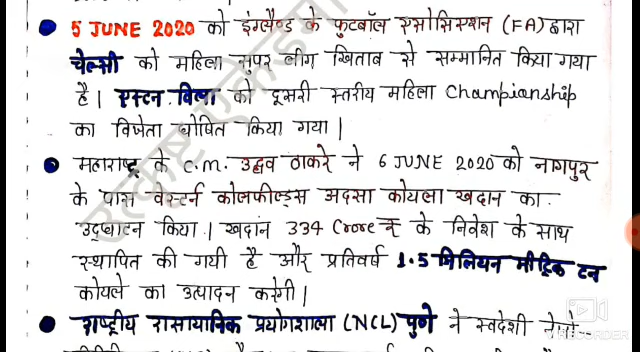 5 JUNE 2020 को इंग्लैण्ड के फुटबॉल एसोसिएशन (FA) द्वारा
चेल्सी को महिला सुपर लीग खिताब से सम्मानित किया गया
है। एस्टन विला को दूसरी स्तरीय महिला Championship
का विजेता घोषित किया गया।
महाराष्ट्र के C.M. उद्धव ठाकरे ने 6 JUNE 2020 को नागपुर
के पास वेस्टर्न कोलफील्ड्स अदसा कोयला खदान का
उद्घाटन किया। खदान 334 Crore ₹ के निवेश के साथ
स्थापित की गयी है और प्रतिवर्ष 1.5 मिलियन मीट्रिक टन
कोयले का उत्पादन करेगी।
राष्ट्रीय रासायनिक प्रयोगशाला (NCL) पुणे ने स्वदेशी
RECORDER